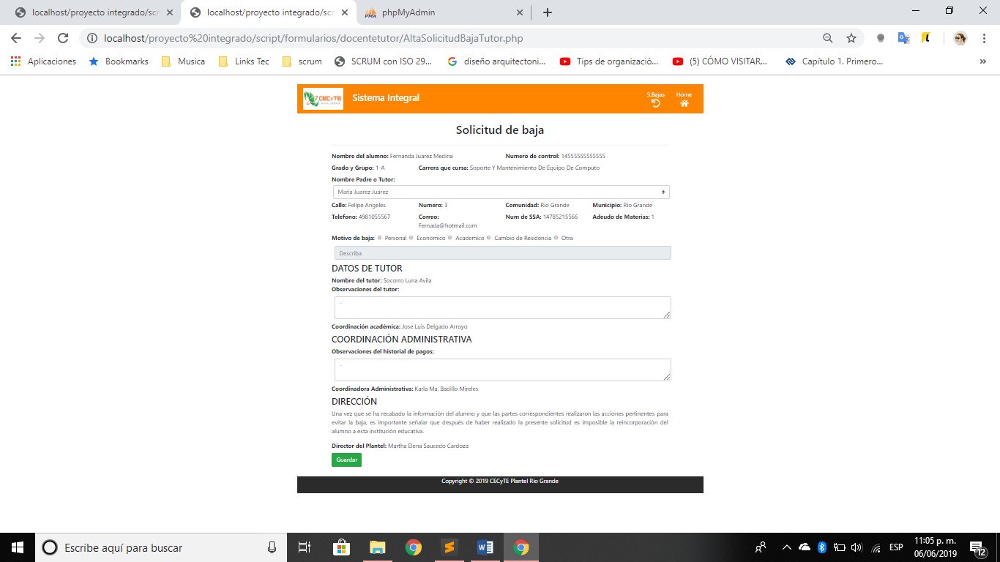 localhost/proyecto integrado/scr
localhost/proyecto integrado/scr
PMA
phpMyAdmin
localhost/proyecto%20integrado/script/formularios/docentetutor/AltaSolicitudBajaTutor.php
Aplicaciones
Bookmarks
Musica
Links Tec
scrum
SCRUM con ISO 29...
diseño arquitectoni...
Tips de organizació...
(5) CÓMO VISITAR...
Capítulo 1. Primero...
»
CECyTE
Sistema Integral
S.Bajas
Home
Solicitud de baja
Nombre del alumno: Fernanda Juarez Medina
Numero de control: 14555555555555
Grado y Grupo: 1-A
Carrera que cursa: Soporte Y Mantenimiento De Equipo De Computo
Nombre Padre o Tutor:
Maria Juarez Juarez
Calle: Felipe Angeles
Numero: 3
Comunidad: Rio Grande
Municipio: Rio Grande
Telefono: 4981055567
Correo:
Fernada@hotmail.com
Num de SSA: 14785215566
Adeudo de Materias: 1
Motivo de baja: Personal Economico Academico Cambio de Residencia Otra
Describa
DATOS DE TUTOR
Nombre del tutor: Socorro Luna Avila
Observaciones del tutor:
-
Coordinación académica: Jose Luis Delgado Arroyo
COORDINACIÓN ADMINISTRATIVA
Observaciones del historial de pagos:
-
Coordinadora Administrativa: Karla Ma. Badillo Mireles
DIRECCIÓN
Una vez que se ha recabado la información del alumno y que las partes correspondientes realizaron las acciones pertinentes para
evitar la baja, es importante señalar que después de haber realizado la presente solicitud es imposible la reincorporación del
alumno a esta institución educativa.
Director del Plantel: Martha Elena Saucedo Cardoza
Guardar
Copyright © 2019 CECyTE Plantel Río Grande
Escribe aquí para buscar
ESP
11:05 p. m.
06/06/2019
12